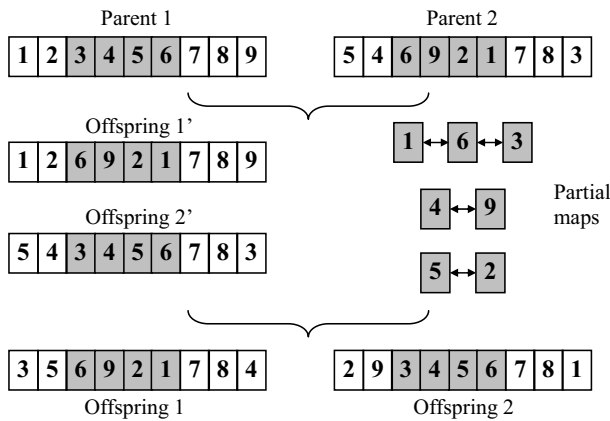 Parent 1 Parent 2
1 2 3 4 5 6 7 8 9 5 4 6 9 2 1 7 8 3
Offspring 1’
1 2 6 9 2 1 7 8 9
1 6 3
Offspring 2’
5 4 3 4 5 6 7 8 3
4 9
5 2
Partial
maps
3 5 6 9 2 1 7 8 4 2 9 3 4 5 6 7 8 1
Offspring 1 Offspring 2